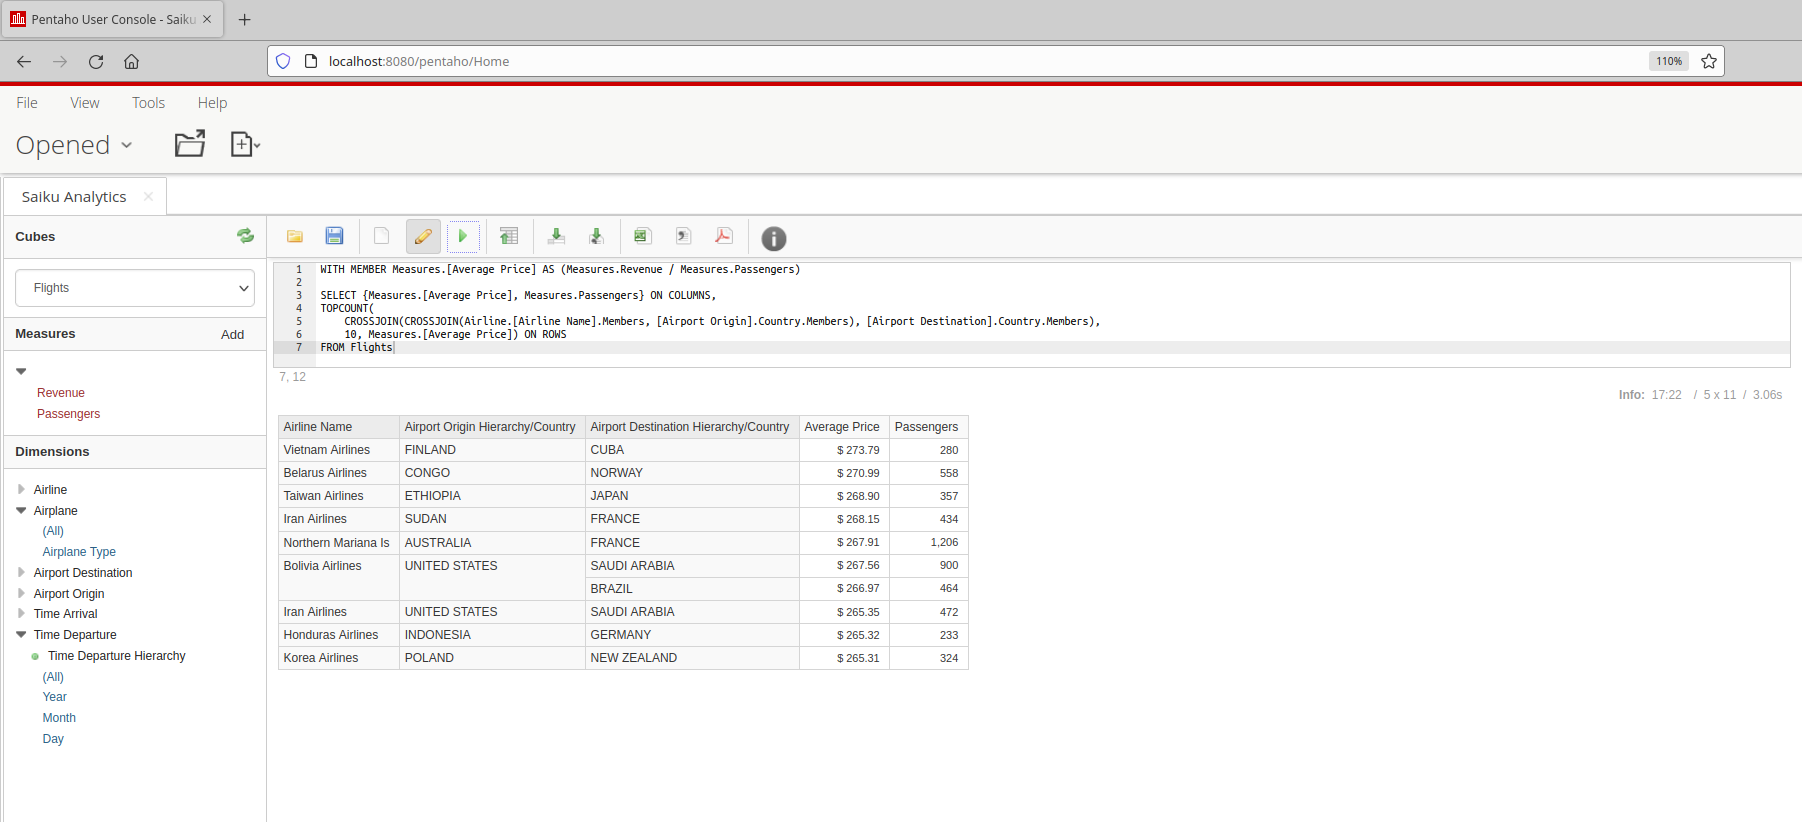 Pentaho User Console - Saiku
localhost:8080/pentaho/Home
110%
File View Tools Help
Opened
Saiku Analytics
Cubes
Flights
Measures Add
Revenue
Passengers
Dimensions
Airline
Airplane
(All)
Airplane Type
Airport Destination
Airport Origin
Time Arrival
Time Departure
Time Departure Hierarchy
(All)
Year
Month
Day
1 WITH MEMBER Measures.[Average Price] AS (Measures.Revenue / Measures.Passengers)
2
3 SELECT {Measures.[Average Price], Measures.Passengers} ON COLUMNS,
4 TOPCOUNT(
5 CROSSJOIN(CROSSJOIN(Airline.[Airline Name].Members, [Airport Origin].Country.Members), [Airport Destination].Country.Members),
6 10, Measures.[Average Price]) ON ROWS
7 FROM Flights
7, 12
Info: 17:22 / 5 x 11 / 3.06s
Airline Name Airport Origin Hierarchy/Country Airport Destination Hierarchy/Country Average Price Passengers
Vietnam Airlines FINLAND CUBA $ 273.79 280
Belarus Airlines CONGO NORWAY $ 270.99 558
Taiwan Airlines ETHIOPIA JAPAN $ 268.90 357
Iran Airlines SUDAN FRANCE $ 268.15 434
Northern Mariana Is AUSTRALIA FRANCE $ 267.91 1,206
Bolivia Airlines UNITED STATES SAUDI ARABIA $ 267.56 900
BRAZIL $ 266.97 464
Iran Airlines UNITED STATES SAUDI ARABIA $ 265.35 472
Honduras Airlines INDONESIA GERMANY $ 265.32 233
Korea Airlines POLAND NEW ZEALAND $ 265.31 324